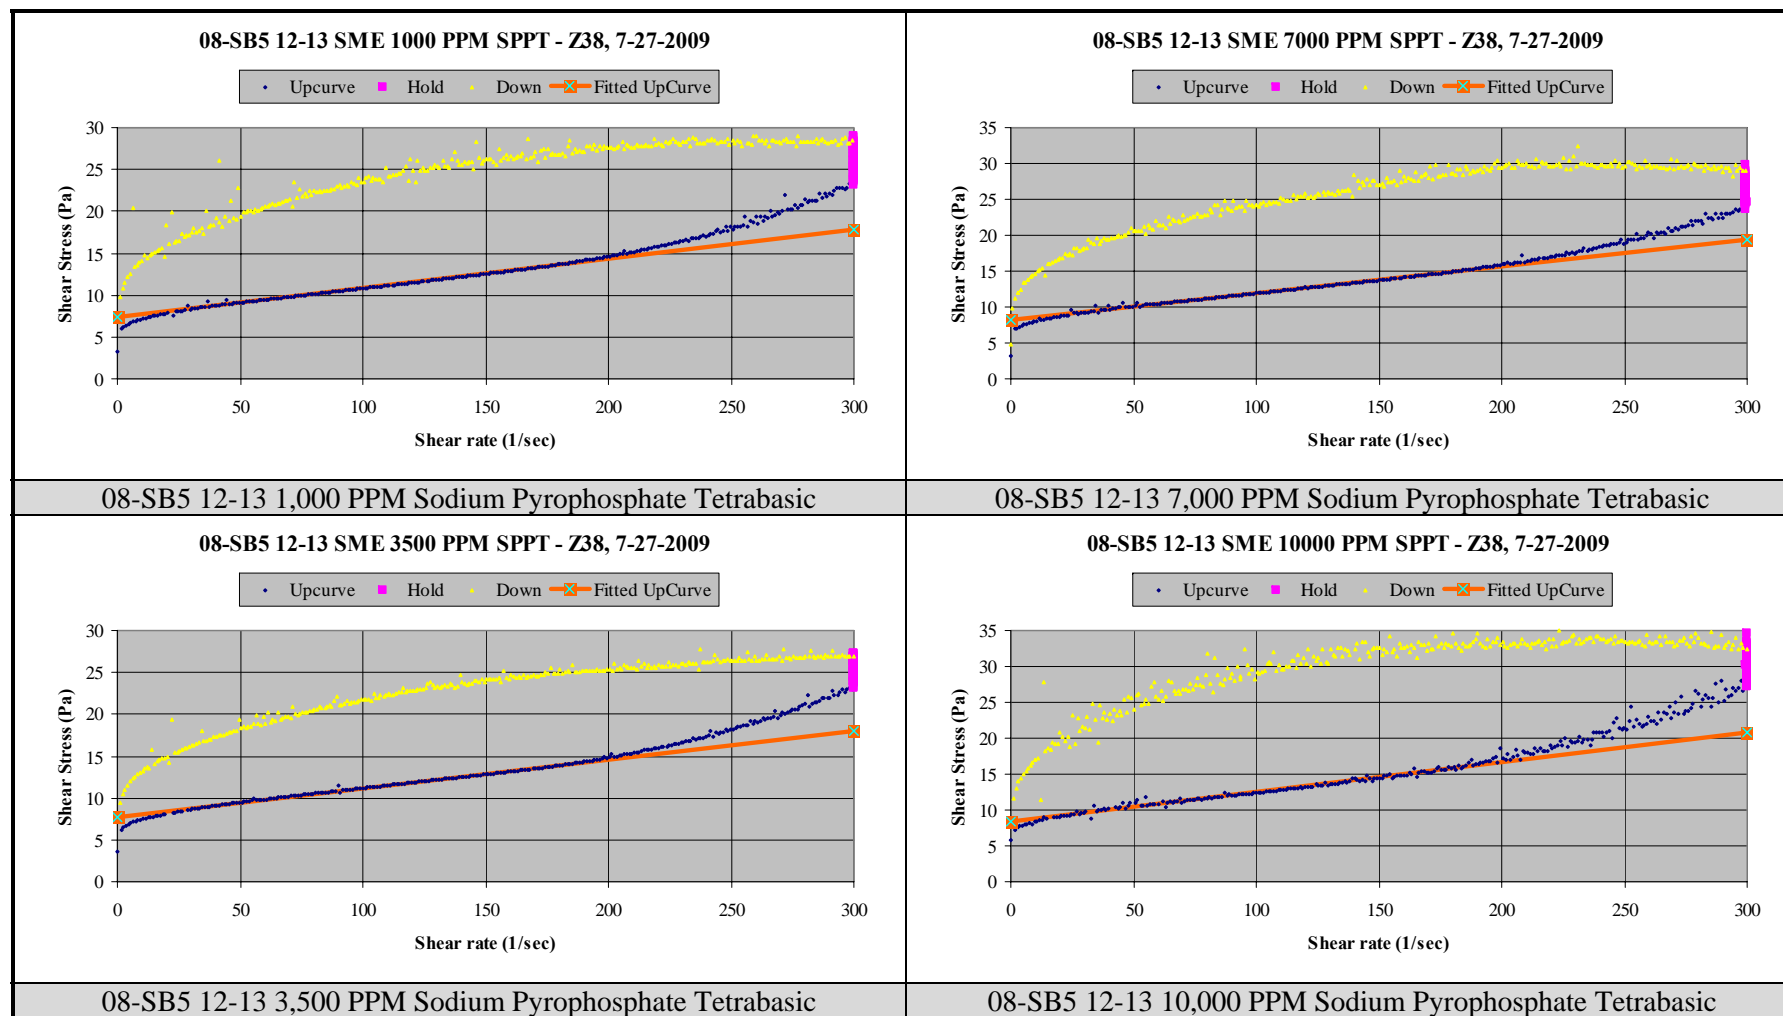 08-SB5 12-13 SME 1000 PPM SPPT - Z38, 7-27-2009
Upcurve Hold Down Fitted UpCurve
30
25
20
15
10
5
0
Shear Stress (Pa)
0 50 100 150 200 250 300
Shear rate (1/sec)
08-SB5 12-13 1,000 PPM Sodium Pyrophosphate Tetrabasic
08-SB5 12-13 SME 7000 PPM SPPT - Z38, 7-27-2009
Upcurve Hold Down Fitted UpCurve
35
30
25
20
15
10
5
0
Shear Stress (Pa)
0 50 100 150 200 250 300
Shear rate (1/sec)
08-SB5 12-13 7,000 PPM Sodium Pyrophosphate Tetrabasic
08-SB5 12-13 SME 3500 PPM SPPT - Z38, 7-27-2009
Upcurve Hold Down Fitted UpCurve
30
25
20
15
10
5
0
Shear Stress (Pa)
0 50 100 150 200 250 300
Shear rate (1/sec)
08-SB5 12-13 3,500 PPM Sodium Pyrophosphate Tetrabasic
08-SB5 12-13 SME 10000 PPM SPPT - Z38, 7-27-2009
Upcurve Hold Down Fitted UpCurve
35
30
25
20
15
10
5
0
Shear Stress (Pa)
0 50 100 150 200 250 300
Shear rate (1/sec)
08-SB5 12-13 10,000 PPM Sodium Pyrophosphate Tetrabasic